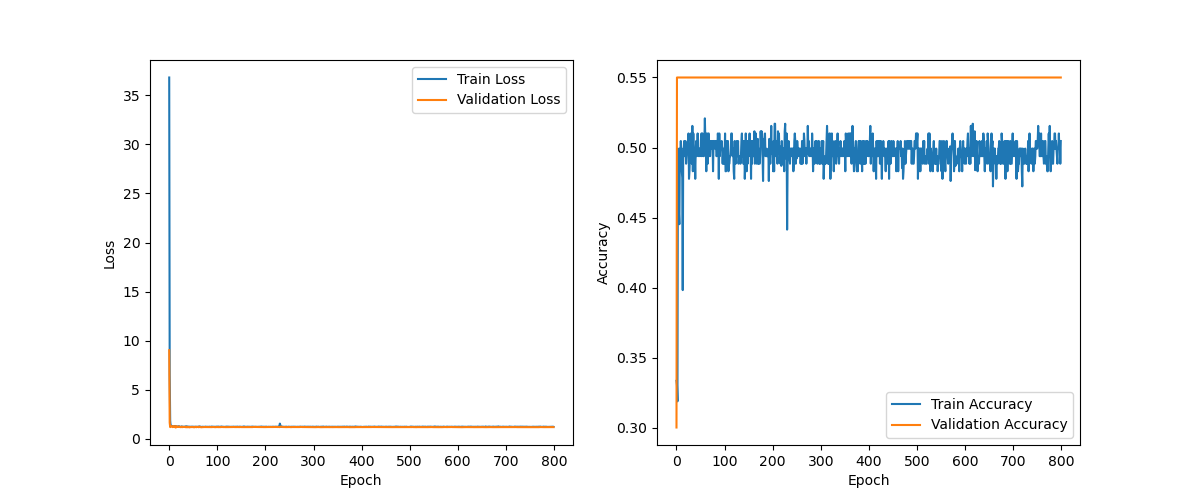 Train Loss
Validation Loss
35
30
25
20
15
10
5
0
Loss
0 100 200 300 400 500 600 700 800
Epoch
0.55
0.50
0.45
0.40
0.35
0.30
Accuracy
Train Accuracy
Validation Accuracy
0 100 200 300 400 500 600 700 800
Epoch